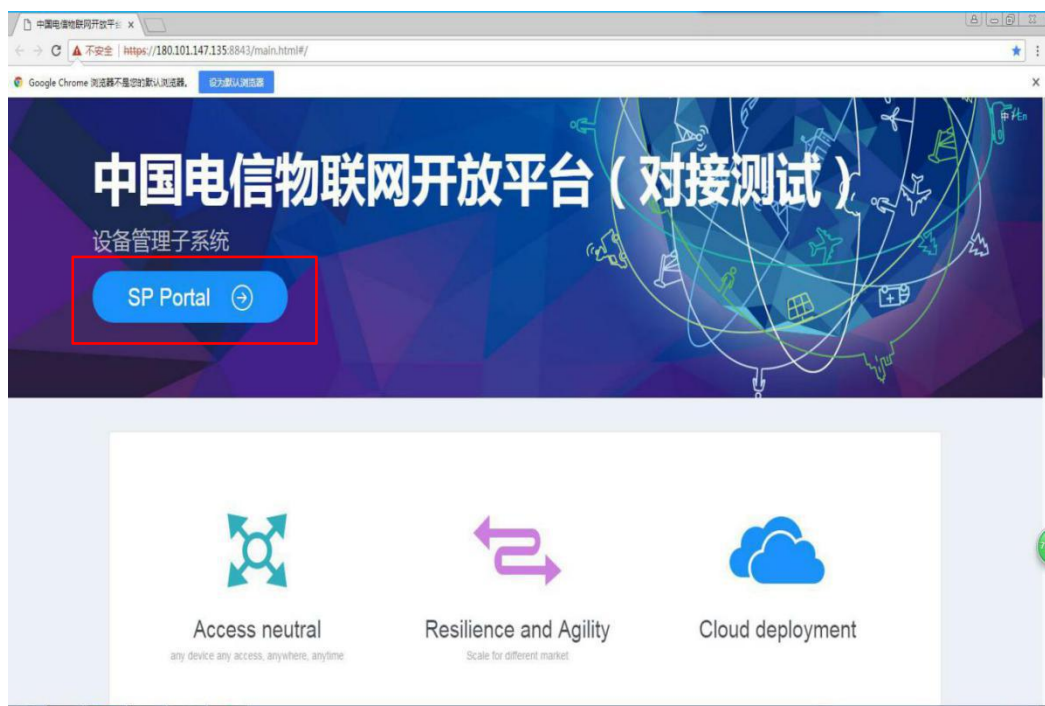 中国电信物联网开放平台
不安全 | https://180.101.147.135:8843/main.html#/
Google Chrome 浏览器不是您的默认浏览器。 设为默认浏览器
中/En
中国电信物联网开放平台（对接测试）
设备管理子系统
SP Portal
Access neutral
any device any access, anywhere, anytime
Resilience and Agility
Scale for different market
Cloud deployment